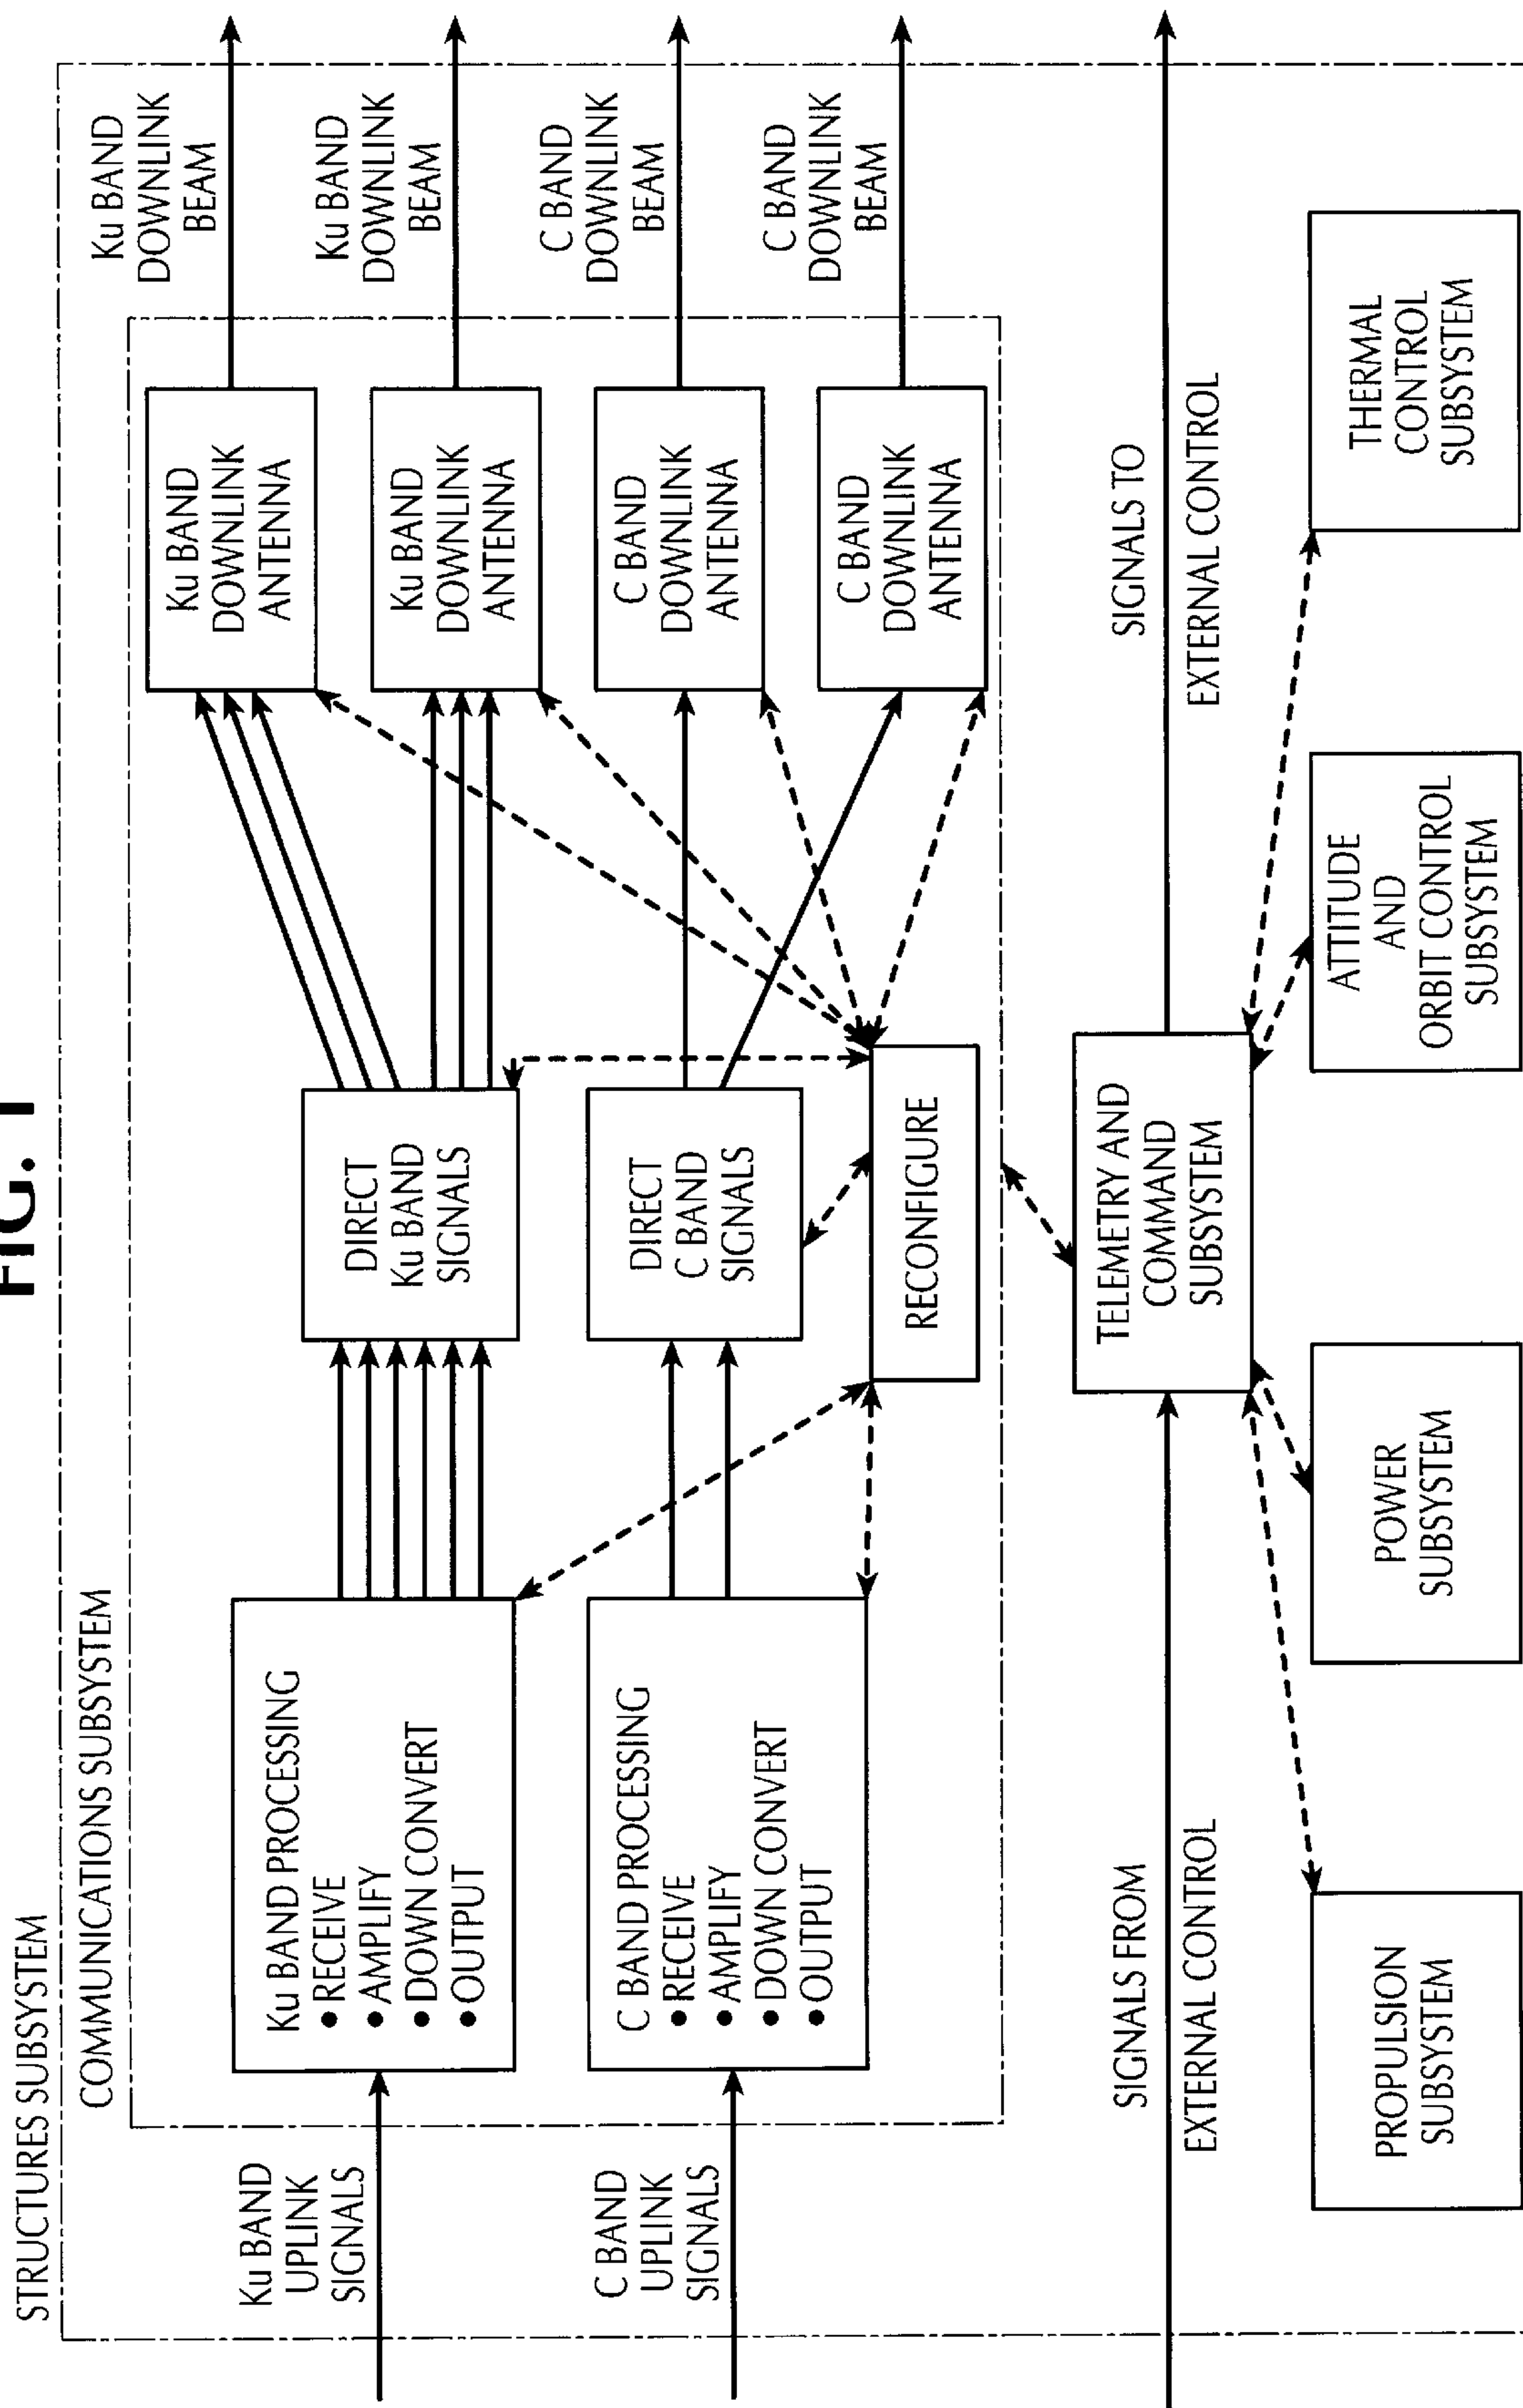 FIG. 1
STRUCTURES SUBSYSTEM
COMMUNICATIONS SUBSYSTEM
Ku BAND
UPLINK
SIGNALS
Ku BAND PROCESSING
• RECEIVE
• AMPLIFY
• DOWN CONVERT
• OUTPUT
DIRECT
Ku BAND
SIGNALS
Ku BAND
DOWNLINK
ANTENNA
Ku BAND
DOWNLINK
BEAM
Ku BAND
DOWNLINK
ANTENNA
Ku BAND
DOWNLINK
BEAM
C BAND
UPLINK
SIGNALS
C BAND PROCESSING
• RECEIVE
• AMPLIFY
• DOWN CONVERT
• OUTPUT
DIRECT
C BAND
SIGNALS
C BAND
DOWNLINK
ANTENNA
C BAND
DOWNLINK
BEAM
C BAND
DOWNLINK
ANTENNA
C BAND
DOWNLINK
BEAM
RECONFIGURE
SIGNALS FROM
EXTERNAL CONTROL
TELEMETRY AND
COMMAND
SUBSYSTEM
SIGNALS TO
EXTERNAL CONTROL
PROPULSION
SUBSYSTEM
POWER
SUBSYSTEM
ATTITUDE
AND
ORBIT CONTROL
SUBSYSTEM
THERMAL
CONTROL
SUBSYSTEM